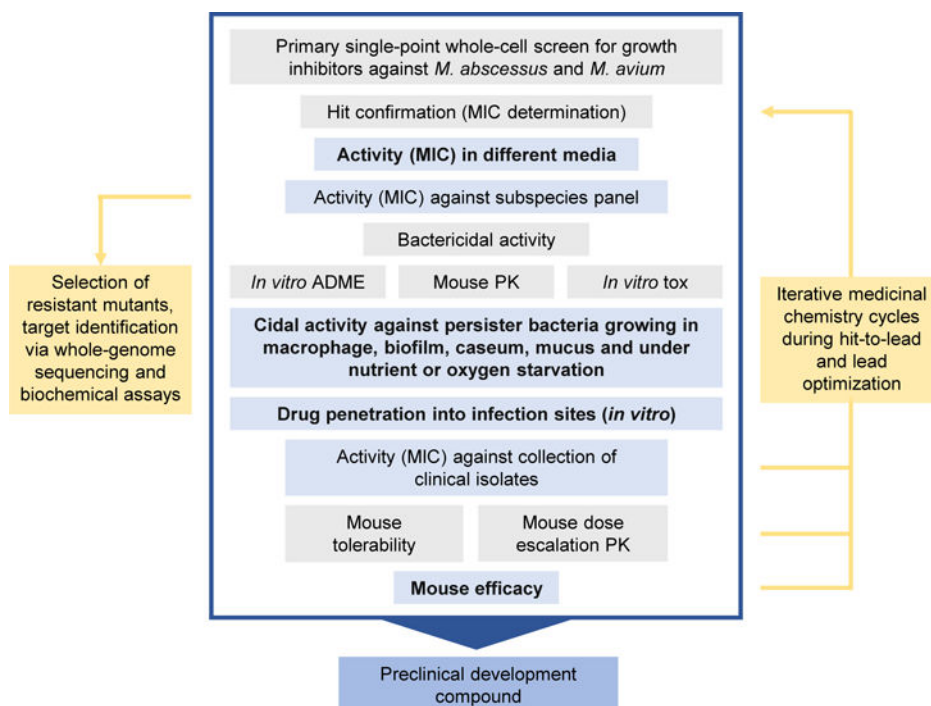 Primary single-point whole-cell screen for growth
inhibitors against M. abscessus and M. avium
Hit confirmation (MIC determination)
Activity (MIC) in different media
Activity (MIC) against subspecies panel
Bactericidal activity
In vitro ADME
Mouse PK
In vitro tox
Cidal activity against persister bacteria growing in
macrophage, biofilm, caseum, mucus and under
nutrient or oxygen starvation
Drug penetration into infection sites (in vitro)
Activity (MIC) against collection of
clinical isolates
Mouse
tolerability
Mouse dose
escalation PK
Mouse efficacy
Preclinical development
compound
Selection of
resistant mutants,
target identification
via whole-genome
sequencing and
biochemical assays
Iterative medicinal
chemistry cycles
during hit-to-lead
and lead
optimization